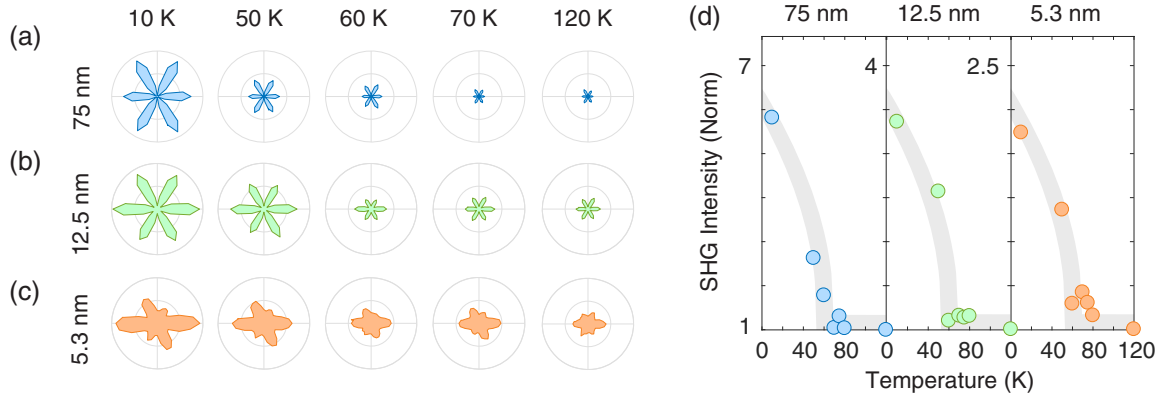 10 K 50 K 60 K 70 K 120 K
(a)
75 nm
(b)
12.5 nm
(c)
5.3 nm
(d)
75 nm 12.5 nm 5.3 nm
7 4 2.5
SHG Intensity (Norm)
1
0 40 80 0 40 80 0 40 80 120
Temperature (K)